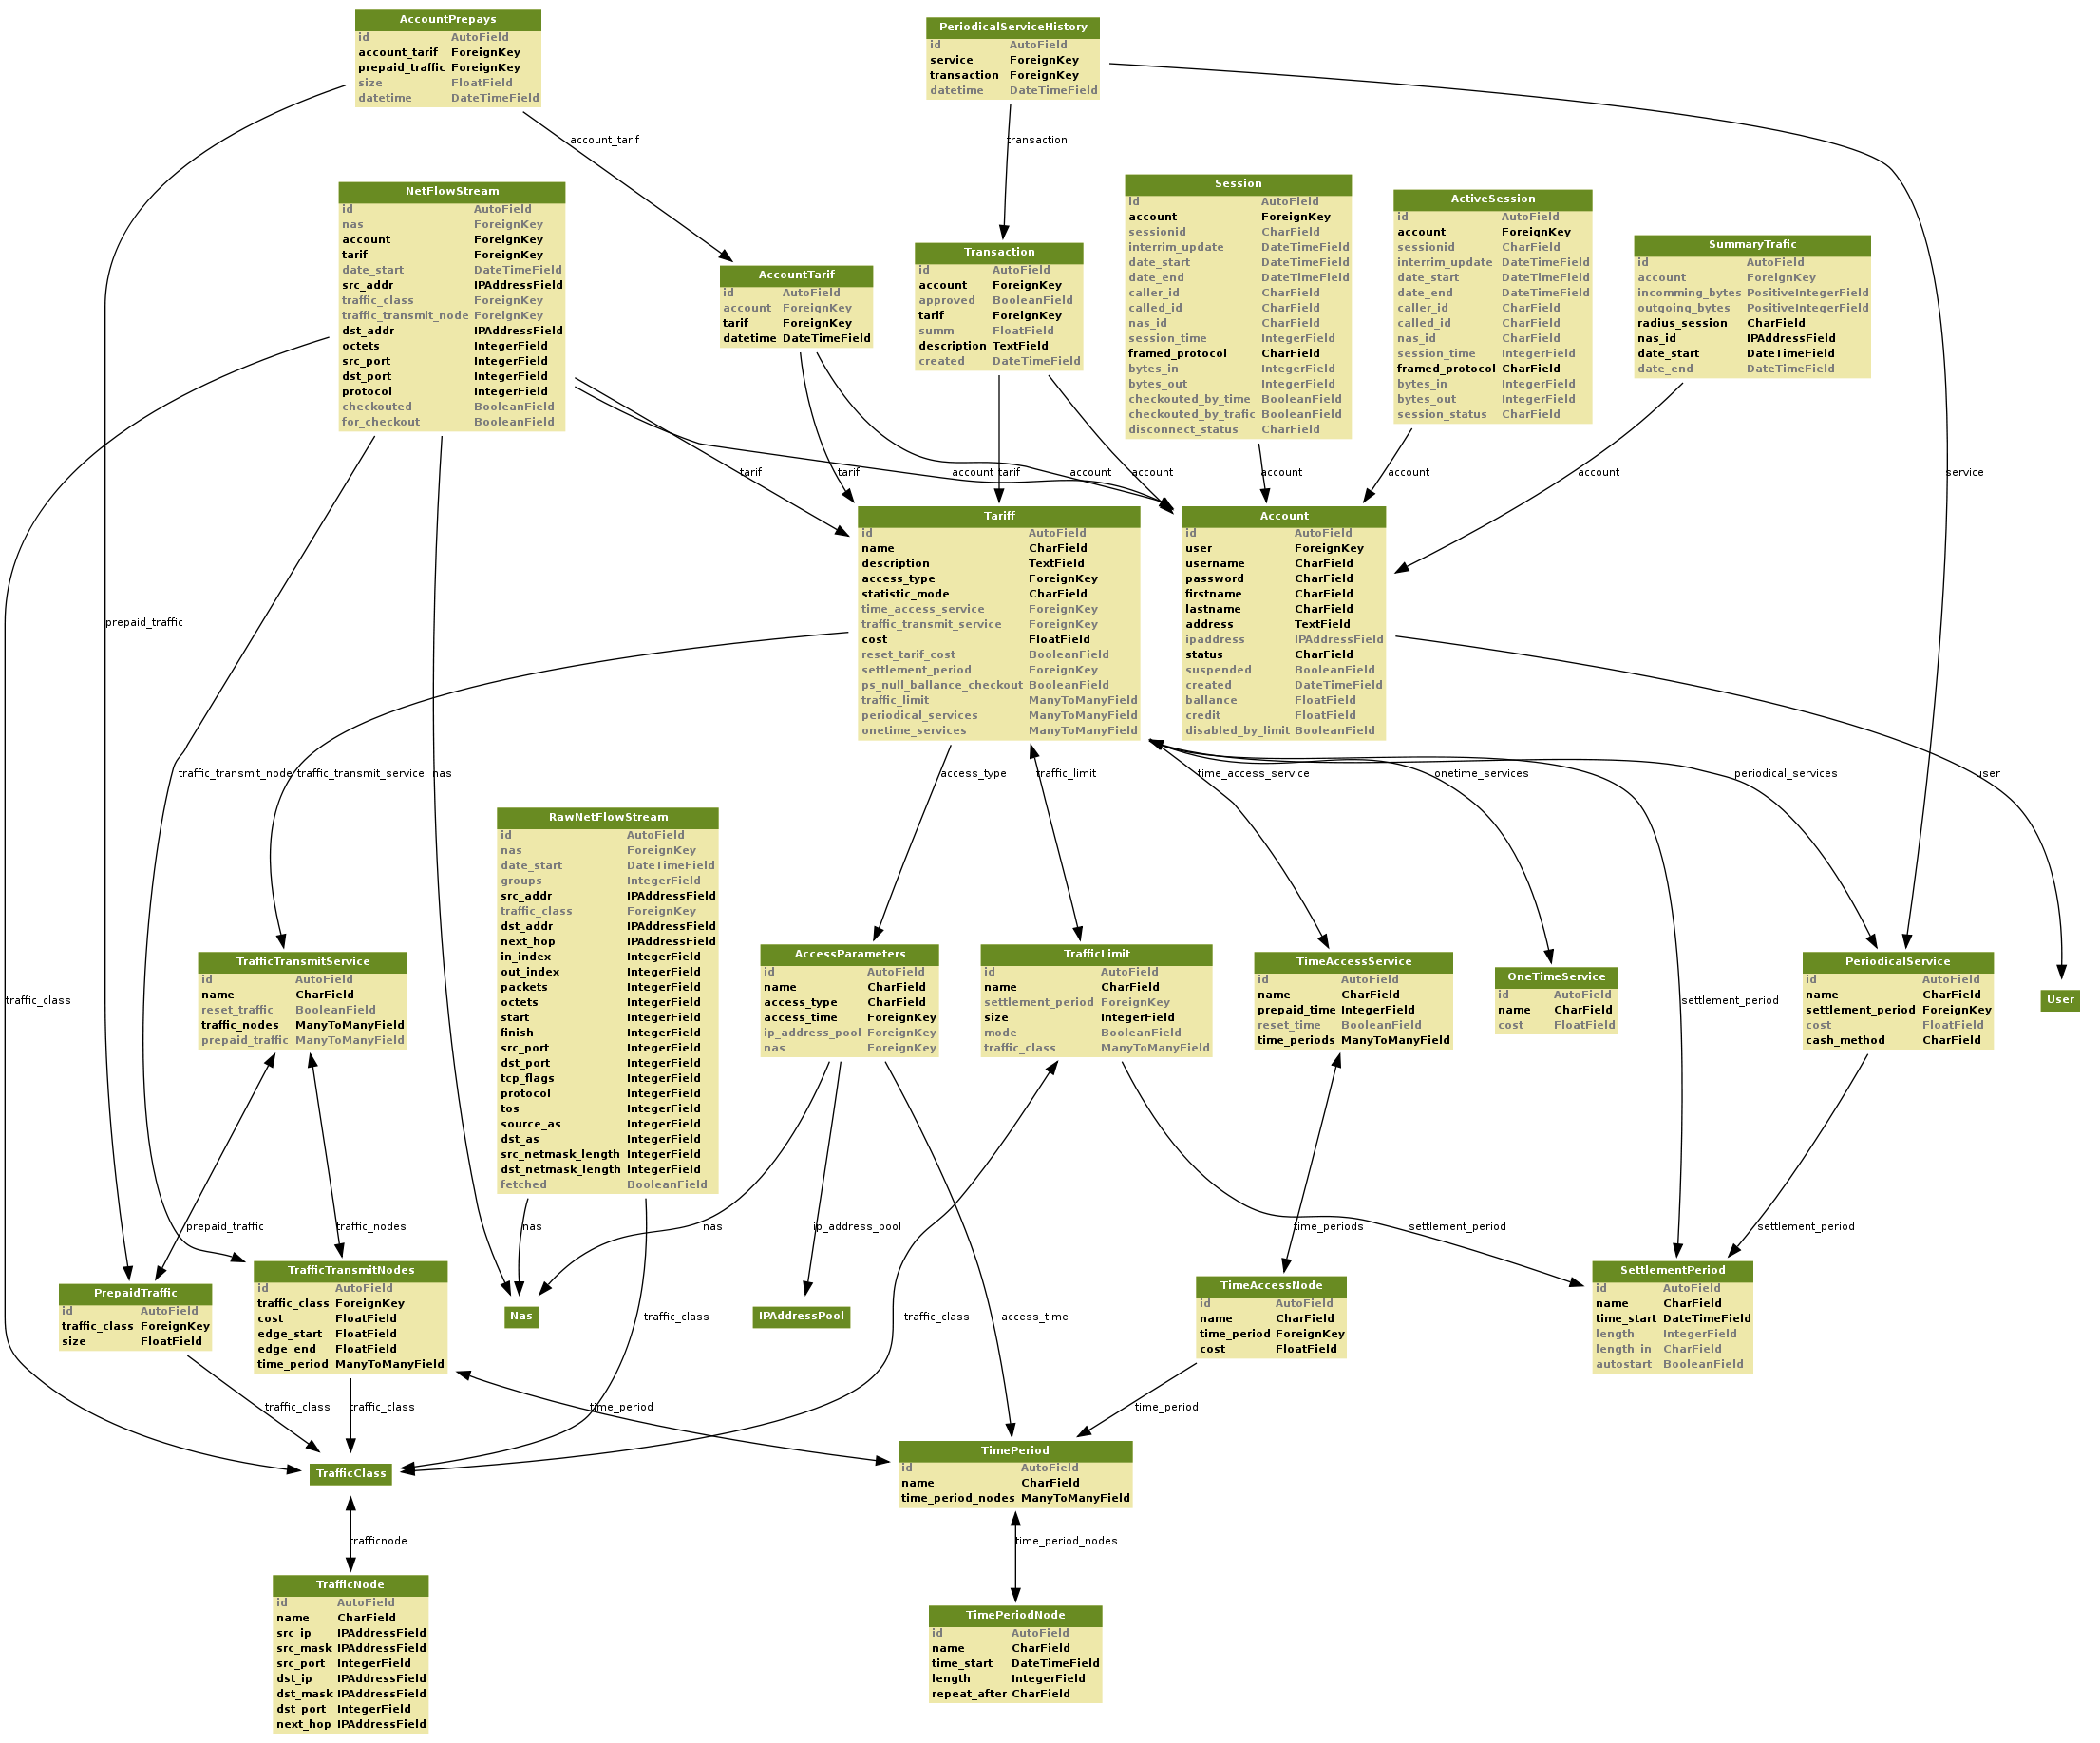 AccountPrepays
id AutoField
account_tarif ForeignKey
prepaid_traffic ForeignKey
size FloatField
datetime DateTimeField
PeriodicalServiceHistory
id AutoField
service ForeignKey
transaction ForeignKey
datetime DateTimeField
account_tarif
transaction
NetFlowStream
id AutoField
nas ForeignKey
account ForeignKey
tarif ForeignKey
date_start DateTimeField
src_addr IPAddressField
traffic_class ForeignKey
traffic_transmit_node ForeignKey
dst_addr IPAddressField
octets IntegerField
src_port IntegerField
dst_port IntegerField
protocol IntegerField
checkouted BooleanField
for_checkout BooleanField
AccountTarif
id AutoField
account ForeignKey
tarif ForeignKey
datetime DateTimeField
Transaction
id AutoField
account ForeignKey
approved BooleanField
tarif ForeignKey
summ FloatField
description TextField
created DateTimeField
Session
id AutoField
account ForeignKey
sessionid CharField
interrim_update DateTimeField
date_start DateTimeField
date_end DateTimeField
caller_id CharField
called_id CharField
nas_id CharField
session_time IntegerField
framed_protocol CharField
bytes_in IntegerField
bytes_out IntegerField
checkouted_by_time BooleanField
checkouted_by_trafic BooleanField
disconnect_status CharField
ActiveSession
id AutoField
account ForeignKey
sessionid CharField
interrim_update DateTimeField
date_start DateTimeField
date_end DateTimeField
caller_id CharField
called_id CharField
nas_id CharField
session_time IntegerField
framed_protocol CharField
bytes_in IntegerField
bytes_out IntegerField
session_status CharField
SummaryTrafic
id AutoField
account ForeignKey
incomming_bytes PositiveIntegerField
outgoing_bytes PositiveIntegerField
radius_session CharField
nas_id IPAddressField
date_start DateTimeField
date_end DateTimeField
tarif
tarif
account
tarif
account
account
account
account
account
service
Tariff
id AutoField
name CharField
description TextField
access_type ForeignKey
statistic_mode CharField
time_access_service ForeignKey
traffic_transmit_service ForeignKey
cost FloatField
reset_tarif_cost BooleanField
settlement_period ForeignKey
ps_null_ballance_checkout BooleanField
traffic_limit ManyToManyField
periodical_services ManyToManyField
onetime_services ManyToManyField
Account
id AutoField
user ForeignKey
username CharField
password CharField
firstname CharField
lastname CharField
address TextField
ipaddress IPAddressField
status CharField
suspended BooleanField
created DateTimeField
ballance FloatField
credit FloatField
disabled_by_limit BooleanField
prepaid_traffic
traffic_transmit_node
traffic_transmit_service
nas
access_type
traffic_limit
time_access_service
onetime_services
periodical_services
user
RawNetFlowStream
id AutoField
nas ForeignKey
date_start DateTimeField
groups IntegerField
src_addr IPAddressField
traffic_class ForeignKey
dst_addr IPAddressField
next_hop IPAddressField
in_index IntegerField
out_index IntegerField
packets IntegerField
octets IntegerField
start IntegerField
finish IntegerField
src_port IntegerField
dst_port IntegerField
tcp_flags IntegerField
protocol IntegerField
tos IntegerField
source_as IntegerField
dst_as IntegerField
src_netmask_length IntegerField
dst_netmask_length IntegerField
fetched BooleanField
traffic_class
TrafficTransmitService
id AutoField
name CharField
reset_traffic BooleanField
traffic_nodes ManyToManyField
prepaid_traffic ManyToManyField
AccessParameters
id AutoField
name CharField
access_type CharField
access_time ForeignKey
ip_address_pool ForeignKey
nas ForeignKey
TrafficLimit
id AutoField
name CharField
settlement_period ForeignKey
size IntegerField
mode BooleanField
traffic_class ManyToManyField
TimeAccessService
id AutoField
name CharField
prepaid_time IntegerField
reset_time BooleanField
time_periods ManyToManyField
OneTimeService
id AutoField
name CharField
cost FloatField
settlement_period
PeriodicalService
id AutoField
name CharField
settlement_period ForeignKey
cost FloatField
cash_method CharField
User
prepaid_traffic
traffic_nodes
nas
nas
ip_address_pool
time_periods
settlement_period
settlement_period
PrepaidTraffic
id AutoField
traffic_class ForeignKey
size FloatField
TrafficTransmitNodes
id AutoField
traffic_class ForeignKey
cost FloatField
edge_start FloatField
edge_end FloatField
time_period ManyToManyField
Nas
traffic_class
IPAddressPool
traffic_class
access_time
TimeAccessNode
id AutoField
name CharField
time_period ForeignKey
cost FloatField
SettlementPeriod
id AutoField
name CharField
time_start DateTimeField
length IntegerField
length_in CharField
autostart BooleanField
traffic_class
traffic_class
time_period
time_period
TrafficClass
TimePeriod
id AutoField
name CharField
time_period_nodes ManyToManyField
trafficnode
time_period_nodes
TrafficNode
id AutoField
name CharField
src_ip IPAddressField
src_mask IPAddressField
src_port IntegerField
dst_ip IPAddressField
dst_mask IPAddressField
dst_port IntegerField
next_hop IPAddressField
TimePeriodNode
id AutoField
name CharField
time_start DateTimeField
length IntegerField
repeat_after CharField